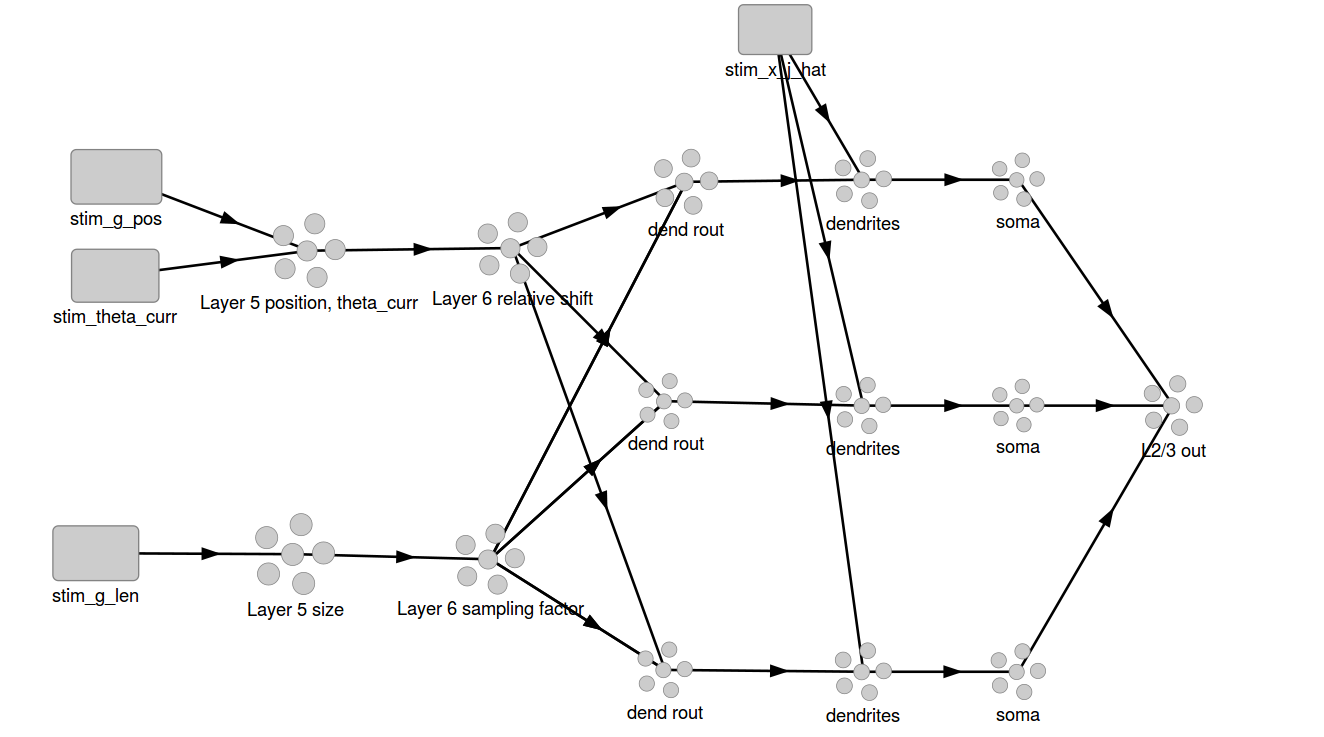 stim_x_j_hat
stim_g_pos
dend rout
dendrites
soma
stim_theta_curr
Layer 5 position, theta_curr
Layer 6 relative shift
dend rout
dendrites
soma
L2/3 out
stim_g_len
Layer 5 size
Layer 6 sampling factor
dend rout
dendrites
soma